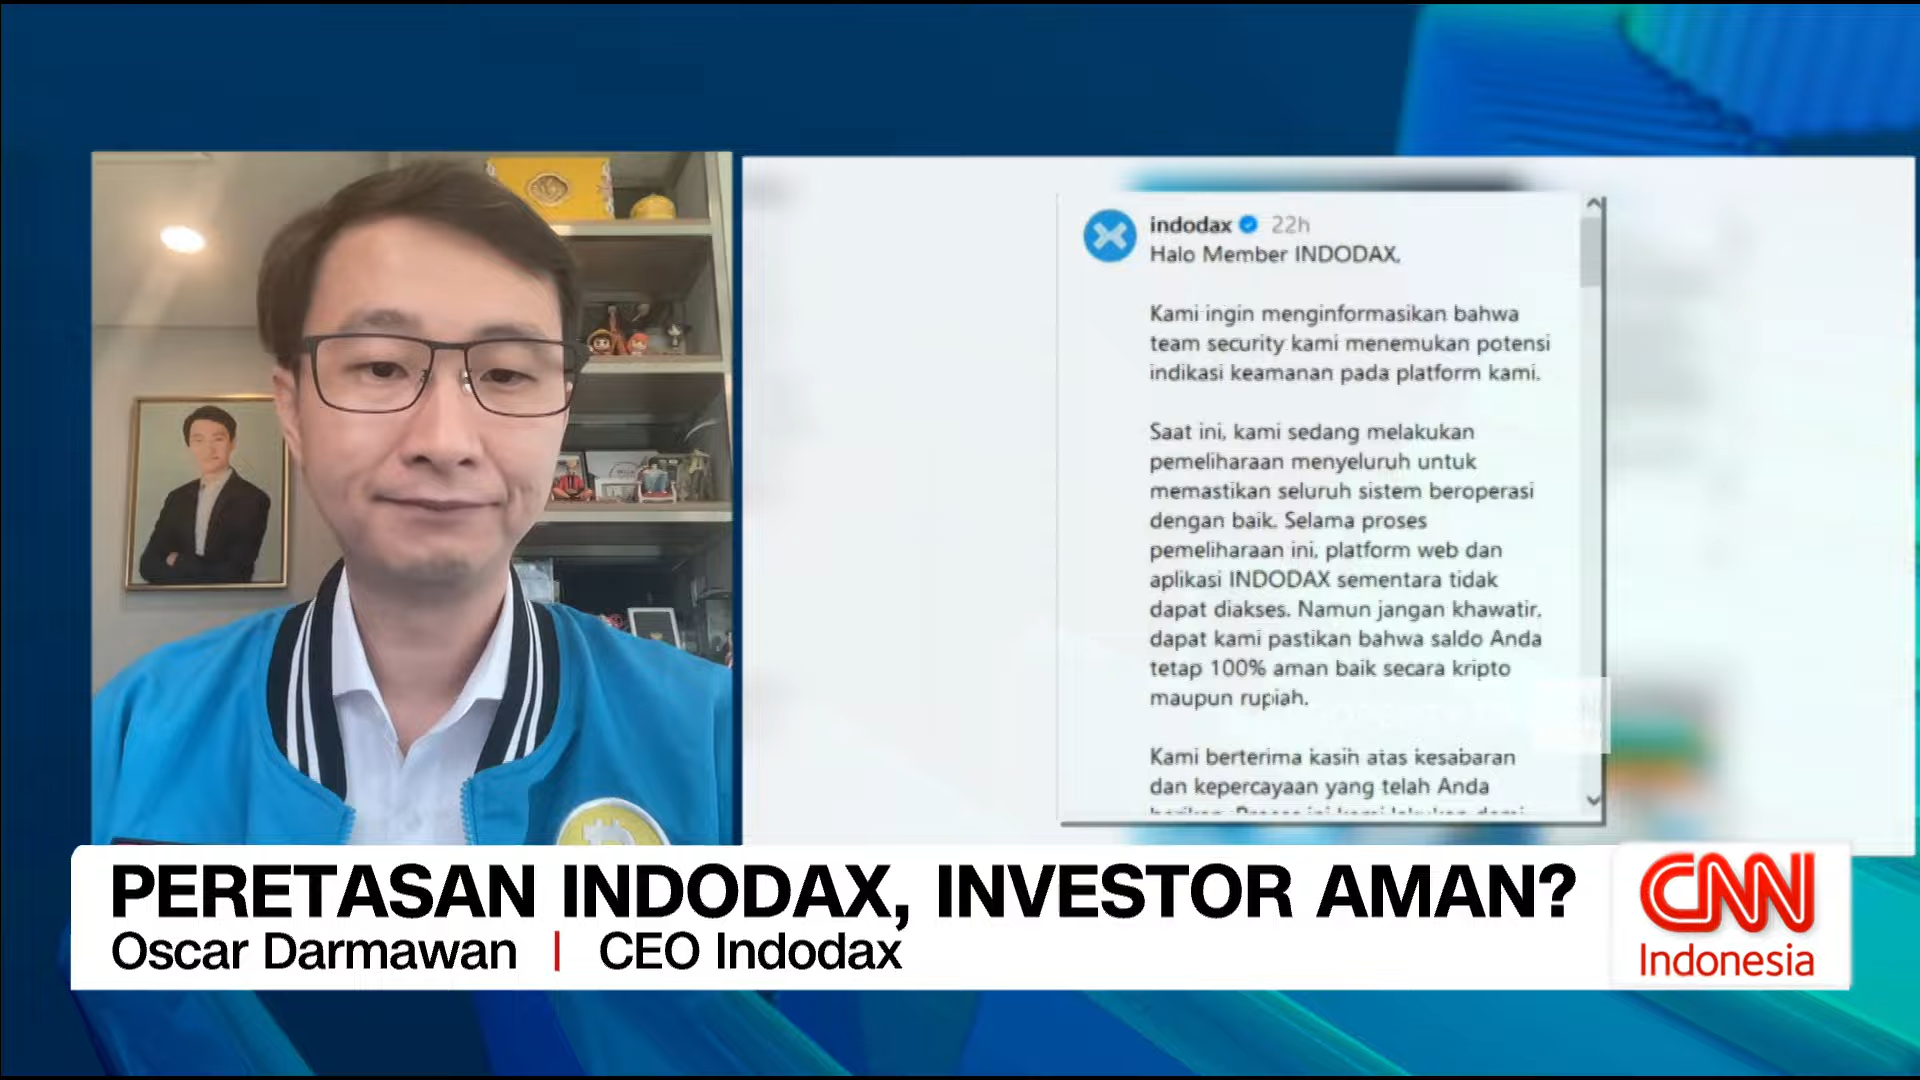 indodax 22h
Halo Member INDODAX,
Kami ingin menginformasikan bahwa
team security kami menemukan potensi
indikasi keamanan pada platform kami.
Saat ini, kami sedang melakukan
pemeliharaan menyeluruh untuk
memastikan seluruh sistem beroperasi
dengan baik. Selama proses
pemeliharaan ini, platform web dan
aplikasi INDODAX sementara tidak
dapat diakses. Namun jangan khawatir,
dapat kami pastikan bahwa saldo Anda
tetap 100% aman baik secara kripto
maupun rupiah.
Kami berterima kasih atas kesabaran
dan kepercayaan yang telah Anda
PERETASAN INDODAX, INVESTOR AMAN?
Oscar Darmawan | CEO Indodax
CNN
Indonesia